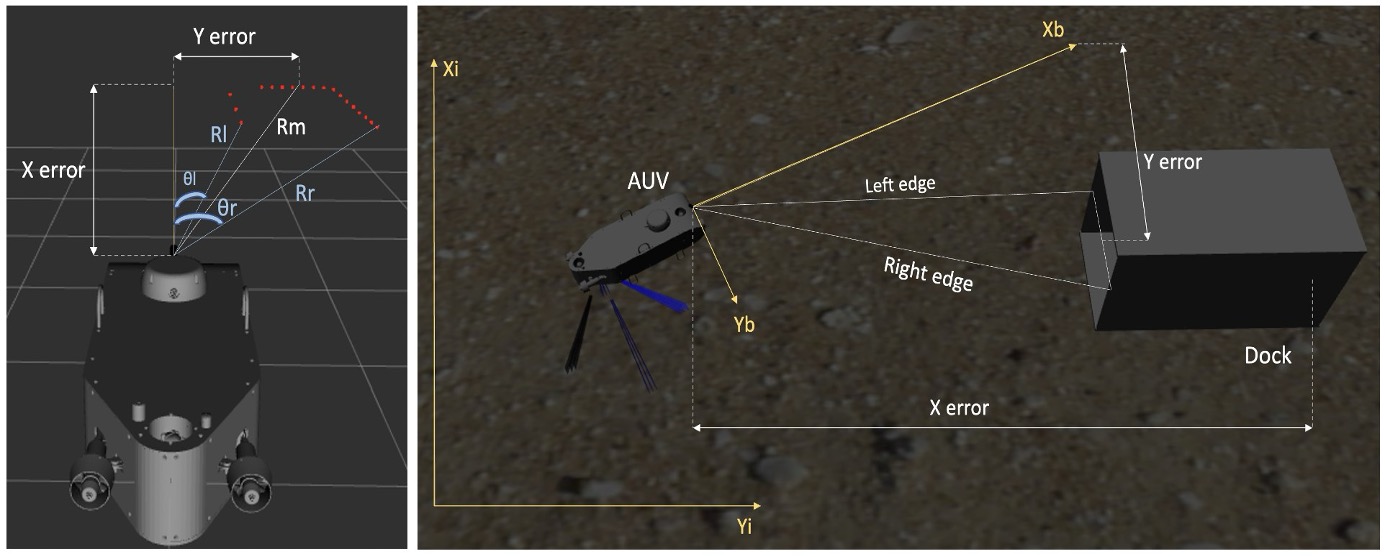 Y error
X error
Rl
Rm
θl
θr
Rr
Xi
Xb
AUV
Left edge
Y error
Right edge
Yb
Dock
X error
Yi